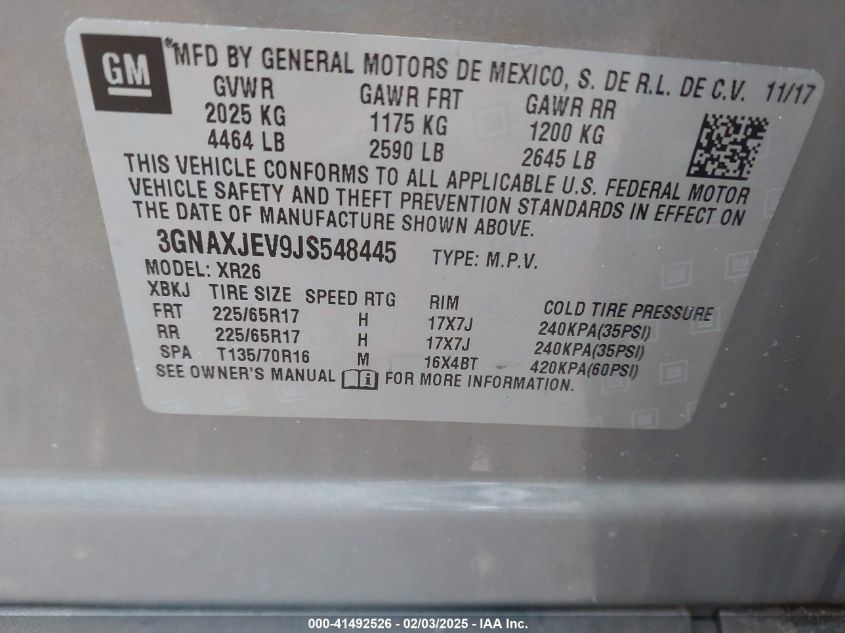 GM *MFD BY GENERAL MOTORS DE MEXICO, S. DE R.L. DE C.V. 11/17
GVWR GAWR FRT GAWR RR
2025 KG 1175 KG 1200 KG
4464 LB 2590 LB 2645 LB
THIS VEHICLE CONFORMS TO ALL APPLICABLE U.S. FEDERAL MOTOR
VEHICLE SAFETY AND THEFT PREVENTION STANDARDS IN EFFECT ON
THE DATE OF MANUFACTURE SHOWN ABOVE.
3GNAXJEV9JS548445 TYPE: M.P.V.
MODEL: XR26
XBKJ TIRE SIZE SPEED RTG RIM COLD TIRE PRESSURE
FRT 225/65R17 H 17X7J 240KPA(35PSI)
RR 225/65R17 H 17X7J 240KPA(35PSI)
SPA T135/70R16 M 16X4BT 420KPA(60PSI)
SEE OWNER'S MANUAL i FOR MORE INFORMATION.
000-41492526 - 02/03/2025 - IAA Inc.